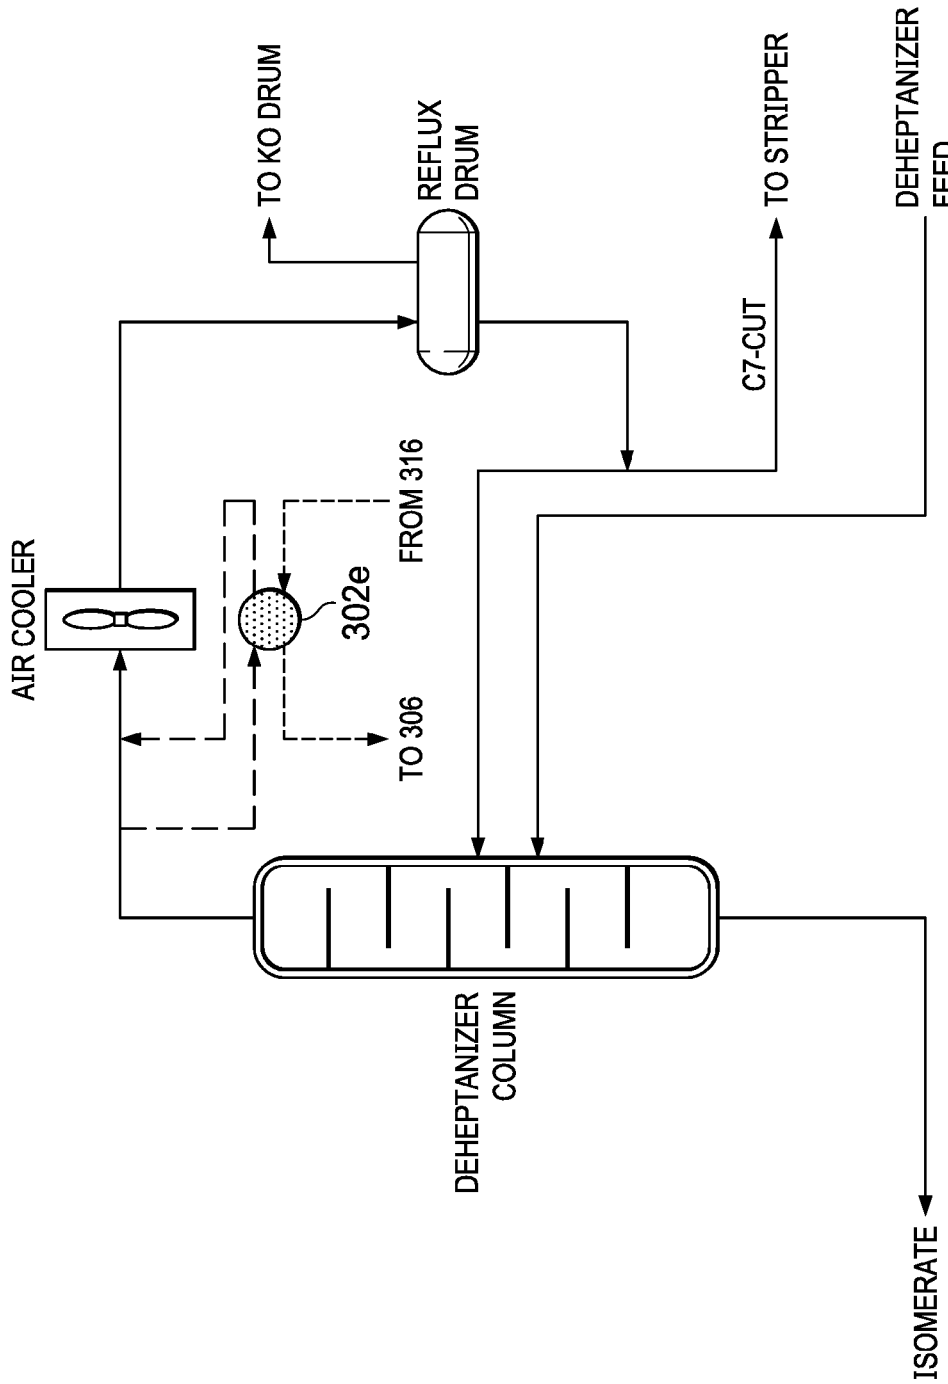 AIR COOLER
TO KO DRUM
REFLUX
DRUM
FROM 316
302e
TO 306
C7-CUT
TO STRIPPER
DEHEPTANIZER
FEED
DEHEPTANIZER
COLUMN
ISOMERATE